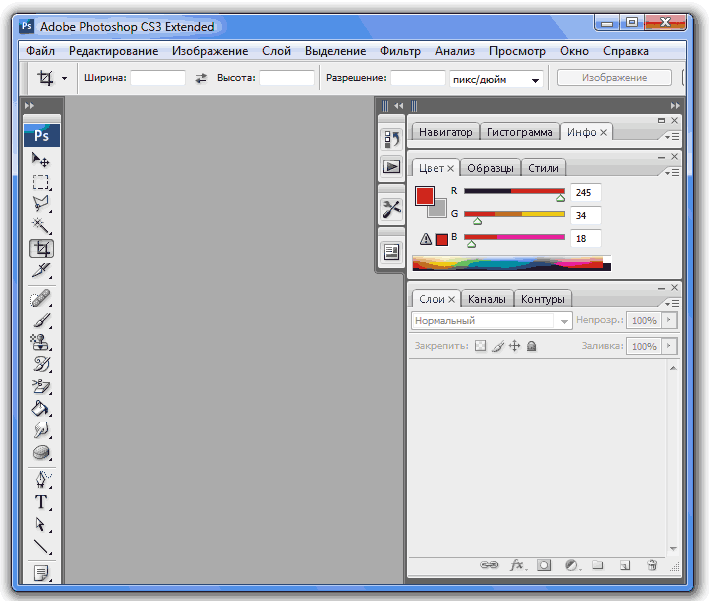 Ps Adobe Photoshop CS3 Extended
Файл Редактирование Изображение Слой Выделение Фильтр Анализ Просмотр Окно Справка
Ширина: Высота: Разрешение: пикс/дюйм Изображение
Ps
Навигатор Гистограмма Инфо
Цвет Образцы Стили
R 245
G 34
B 18
Слои Каналы Контуры
Нормальный Непрозр.: 100%
Закрепить: Заливка: 100%
T
fx